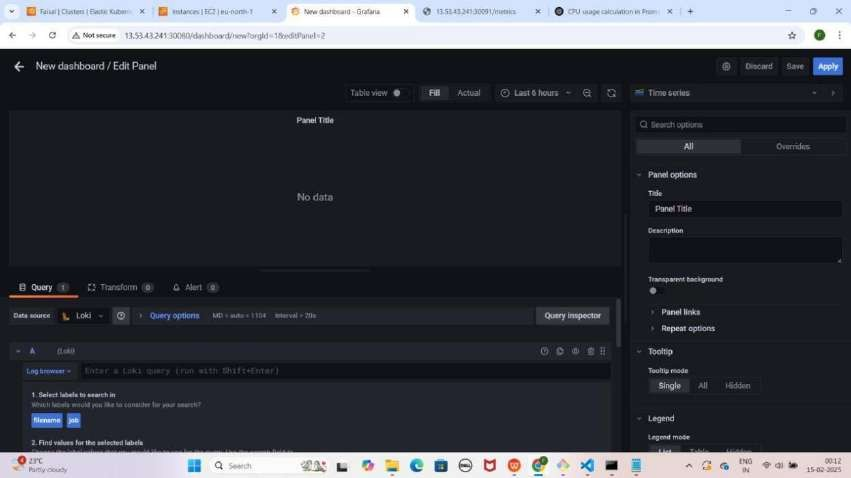 Faisal | Clusters | Elastic Kubern
Instances | EC2 | eu-north-1
New dashboard - Grafana
13.53.43.241:30091/metrics
CPU usage calculation in Prom
Not secure
13.53.43.241:30080/dashboard/new?orgId=1&editPanel=2
New dashboard / Edit Panel
Discard
Save
Apply
Table view
Fill
Actual
Last 6 hours
Time series
Panel Title
No data
Search options
All
Overrides
Panel options
Title
Panel Title
Description
Transparent background
Panel links
Repeat options
Tooltip
Tooltip mode
Single
All
Hidden
Legend
Legend mode
List
Table
Hidden
Query 1
Transform 0
Alert 0
Data source
Loki
Query options
MD = auto = 1104
Interval = 20s
Query inspector
A
(Loki)
Log browser
Enter a Loki query (run with Shift+Enter)
1. Select labels to search in
Which labels would you like to consider for your search?
filename
job
2. Find values for the selected labels
23°C
Partly cloudy
Search
ENG
IN
00:12
15-02-2025